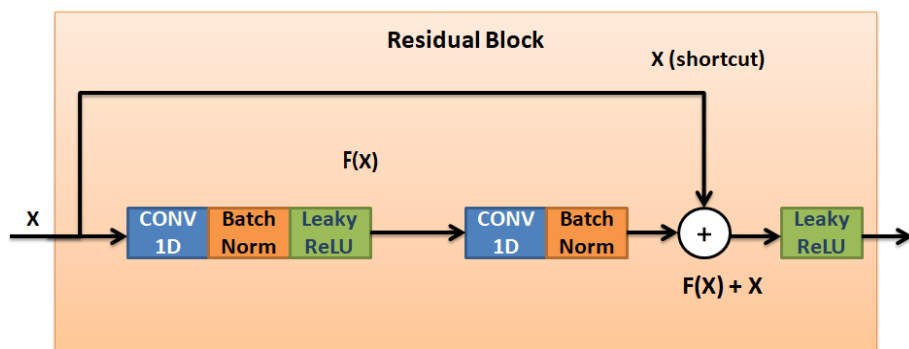 Residual Block
X (shortcut)
F(X)
X
CONV 1D
Batch Norm
Leaky ReLU
CONV 1D
Batch Norm
+
Leaky ReLU
F(X) + X